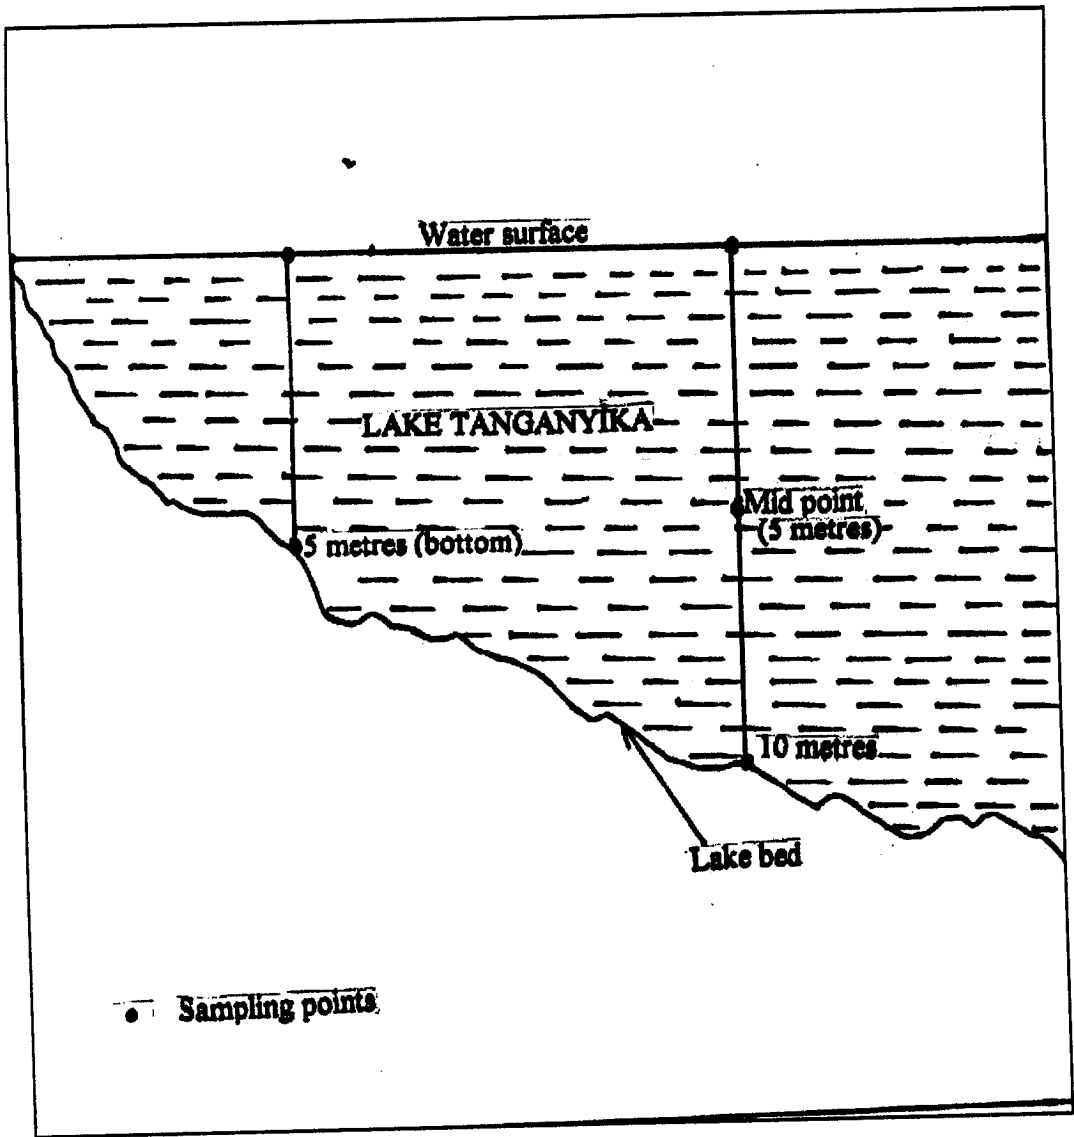 Water surface
LAKE TANGANYIKA
Mid point
(5 metres)
5 metres (bottom)
10 metres
Lake bed
Sampling points